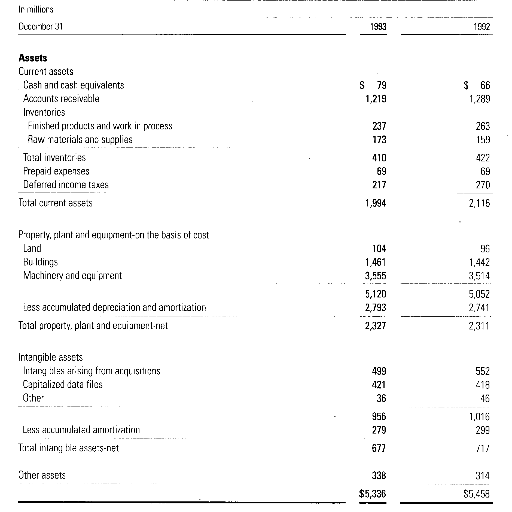 In millions
December 31 1993 1992
Assets
Current assets
Cash and cash equivalents $ 79 $ 66
Accounts receivable 1,219 1,289
Inventories
Finished products and work in process 237 263
Raw materials and supplies 173 159
Total inventories 410 422
Prepaid expenses 69 69
Deferred income taxes 217 270
Total current assets 1,994 2,116
Property, plant and equipment-on the basis of cost
Land 104 96
Buildings 1,461 1,442
Machinery and equipment 3,555 3,514
5,120 5,052
Less accumulated depreciation and amortization 2,793 2,741
Total property, plant and equipment-net 2,327 2,311
Intangible assets
Intangibles arising from acquisitions 499 552
Capitalized data files 421 418
Other 36 46
956 1,016
Less accumulated amortization 279 299
Total intangible assets-net 677 717
Other assets 338 314
$5,336 $5,458